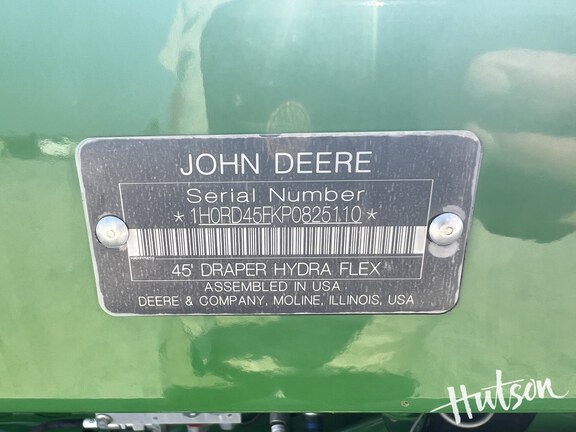 JOHN DEERE
Serial Number
*1H0RD45FKP0825110*
45' DRAPER HYDRA FLEX
ASSEMBLED IN USA
DEERE & COMPANY, MOLINE, ILLINOIS, USA
Hutson